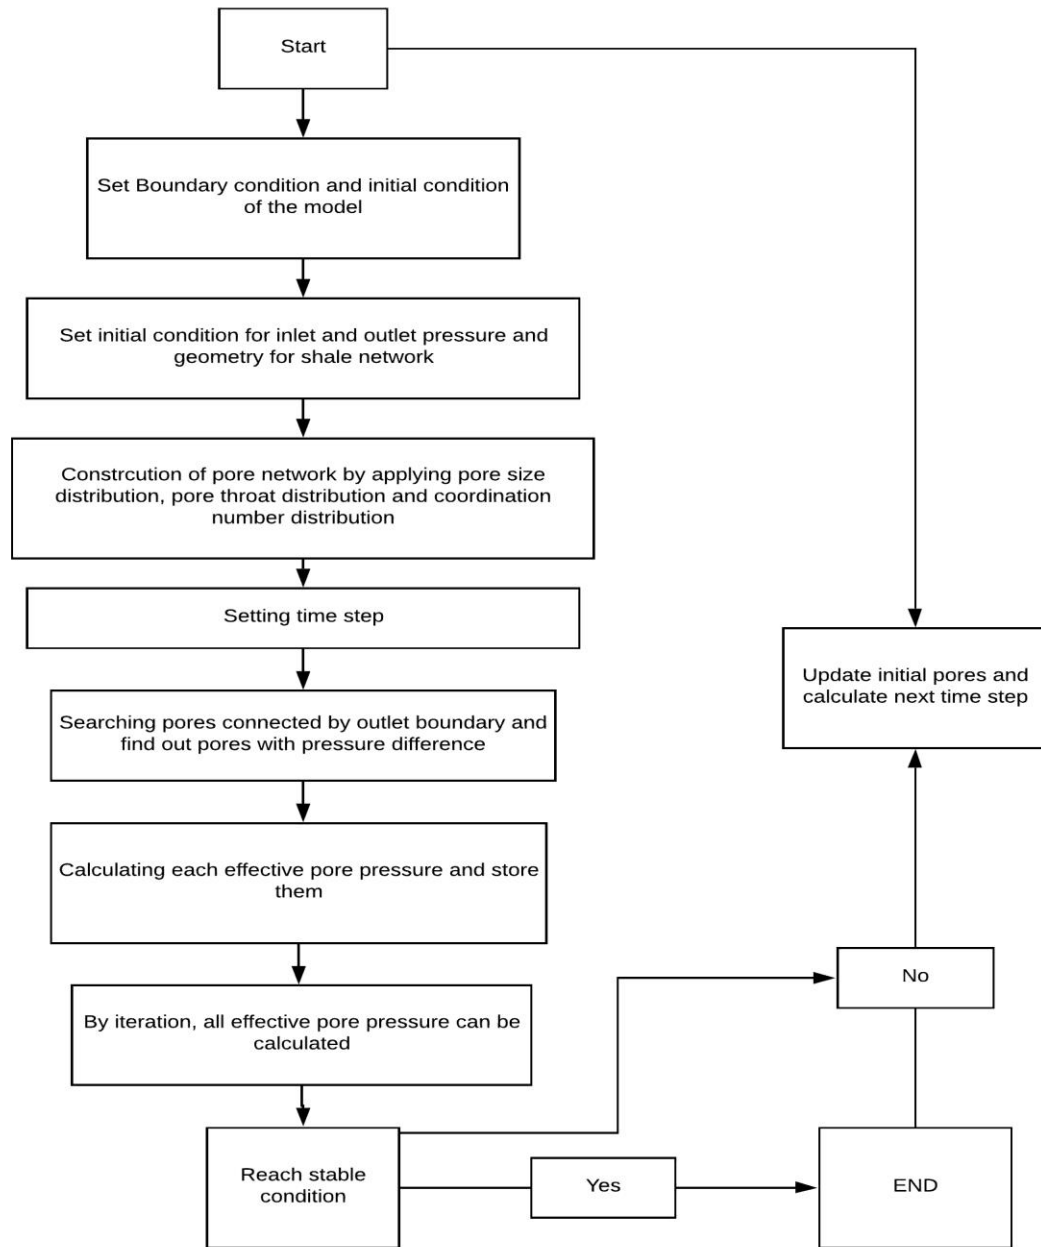 Start
Set Boundary condition and initial condition
of the model
Set initial condition for inlet and outlet pressure and
geometry for shale network
Constrcution of pore network by applying pore size
distribution, pore throat distribution and coordination
number distribution
Setting time step
Searching pores connected by outlet boundary and
find out pores with pressure difference
Calculating each effective pore pressure and store
them
By iteration, all effective pore pressure can be
calculated
Reach stable
condition
Yes
END
No
Update initial pores and
calculate next time step